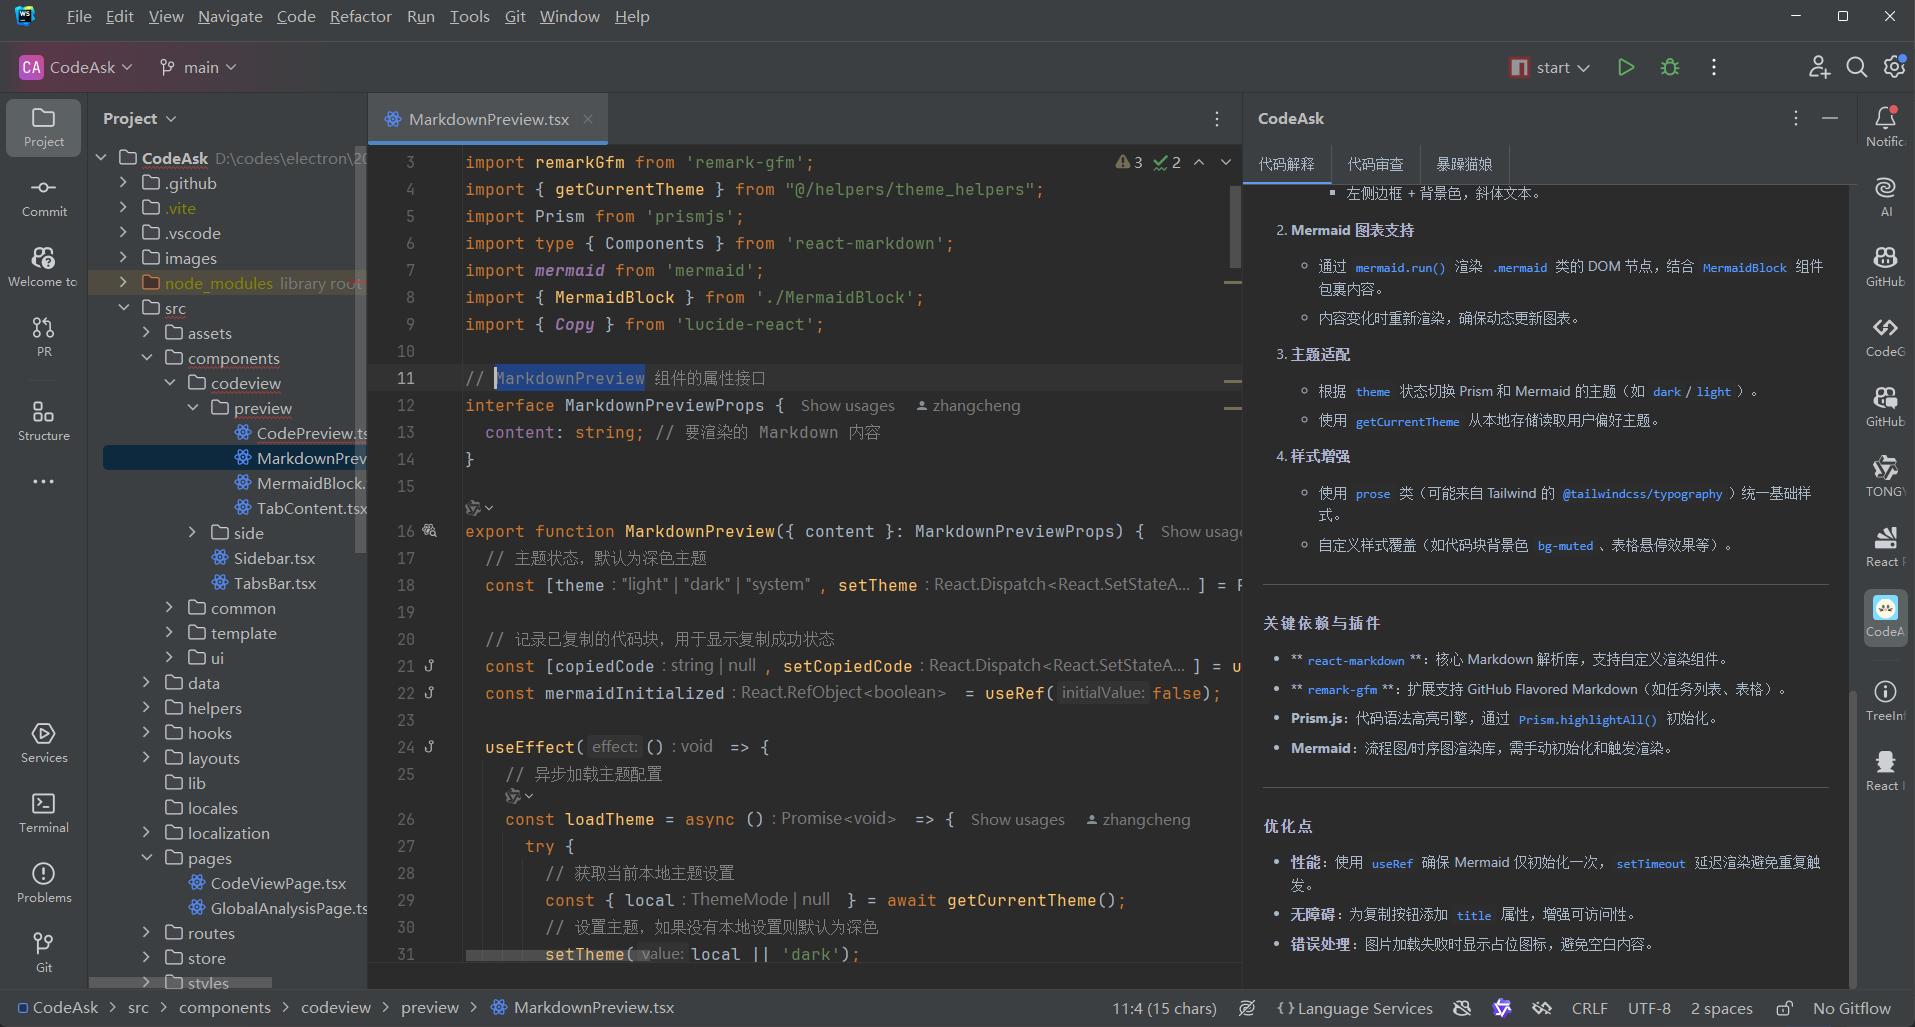 WS
File Edit View Navigate Code Refactor Run Tools Git Window Help
CA CodeAsk main start
Project
Commit
Welcome to
PR
Structure
Services
Terminal
Problems
Git
Project
CodeAsk D:\codes\electron\20
.github
.vite
.vscode
images
node_modules library root
src
assets
components
codeview
preview
CodePreview.ts
MarkdownPrev
MermaidBlock.
TabContent.tsx
side
Sidebar.tsx
TabsBar.tsx
common
template
ui
data
helpers
hooks
layouts
lib
locales
localization
pages
CodeViewPage.tsx
GlobalAnalysisPage.ts
routes
store
styles
MarkdownPreview.tsx
3 2
3 import remarkGfm from 'remark-gfm';
4 import { getCurrentTheme } from "@/helpers/theme_helpers";
5 import Prism from 'prismjs';
6 import type { Components } from 'react-markdown';
7 import mermaid from 'mermaid';
8 import { MermaidBlock } from './MermaidBlock';
9 import { Copy } from 'lucide-react';
10
11 // MarkdownPreview 组件的属性接口
12 interface MarkdownPreviewProps { Show usages zhangcheng
13 content: string; // 要渲染的 Markdown 内容
14 }
15
16 export function MarkdownPreview({ content }: MarkdownPreviewProps) { Show usag
17 // 主题状态，默认为深色主题
18 const [theme : "light" | "dark" | "system" , setTheme : React.Dispatch<React.SetStateA... ] = R
19
20 // 记录已复制的代码块，用于显示复制成功状态
21 const [copiedCode : string | null , setCopiedCode : React.Dispatch<React.SetStateA... ] = u
22 const mermaidInitialized : React.RefObject<boolean> = useRef( initialValue: false);
23
24 useEffect( effect: () : void => {
25 // 异步加载主题配置
26 const loadTheme = async () : Promise<void> => { Show usages zhangcheng
27 try {
28 // 获取当前本地主题设置
29 const { local : ThemeMode | null } = await getCurrentTheme();
30 // 设置主题，如果没有本地设置则默认为深色
31 setTheme( value: local || 'dark');
CodeAsk
代码解释 代码审查 暴躁猫娘
左侧边框 + 背景色，斜体文本。
2. Mermaid 图表支持
通过 mermaid.run() 渲染 .mermaid 类的 DOM 节点，结合 MermaidBlock 组件
包裹内容。
内容变化时重新渲染，确保动态更新图表。
3. 主题适配
根据 theme 状态切换 Prism 和 Mermaid 的主题（如 dark / light ）。
使用 getCurrentTheme 从本地存储读取用户偏好主题。
4. 样式增强
使用 prose 类（可能来自 Tailwind 的 @tailwindcss/typography ）统一基础样
式。
自定义样式覆盖（如代码块背景色 bg-muted 、表格悬停效果等）。
关键依赖与插件
** react-markdown **：核心 Markdown 解析库，支持自定义渲染组件。
** remark-gfm **：扩展支持 GitHub Flavored Markdown（如任务列表、表格）。
Prism.js：代码语法高亮引擎，通过 Prism.highlightAll() 初始化。
Mermaid：流程图/时序图渲染库，需手动初始化和触发渲染。
优化点
性能：使用 useRef 确保 Mermaid 仅初始化一次， setTimeout 延迟渲染避免重复触
发。
无障碍：为复制按钮添加 title 属性，增强可访问性。
错误处理：图片加载失败时显示占位图标，避免空白内容。
Notific
AI
GitHub
CodeG
GitHub
TONGY
React F
CodeA
TreeInf
React I
CodeAsk > src > components > codeview > preview > MarkdownPreview.tsx
11:4 (15 chars) {} Language Services CRLF UTF-8 2 spaces No Gitflow